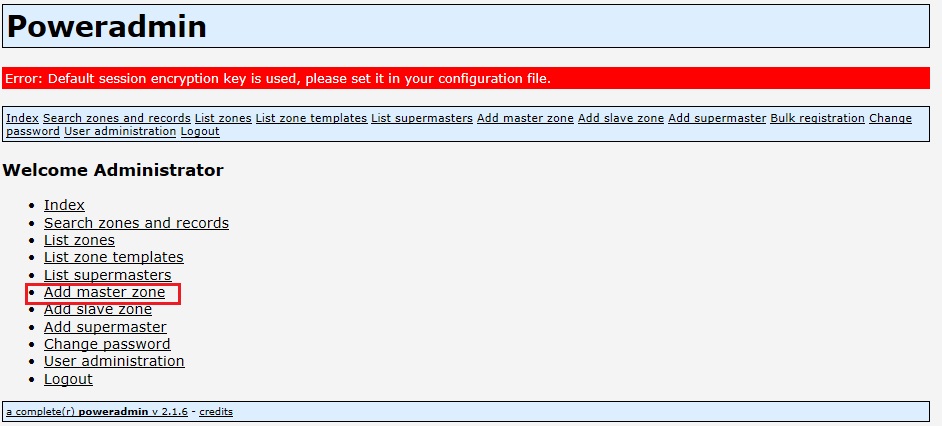 Poweradmin
Error: Default session encryption key is used, please set it in your configuration file.
Index Search zones and records List zones List zone templates List supermasters Add master zone Add slave zone Add supermaster Bulk registration Change
password User administration Logout
Welcome Administrator
Index
Search zones and records
List zones
List zone templates
List supermasters
Add master zone
Add slave zone
Add supermaster
Change password
User administration
Logout
a complete(r) poweradmin v 2.1.6 - credits